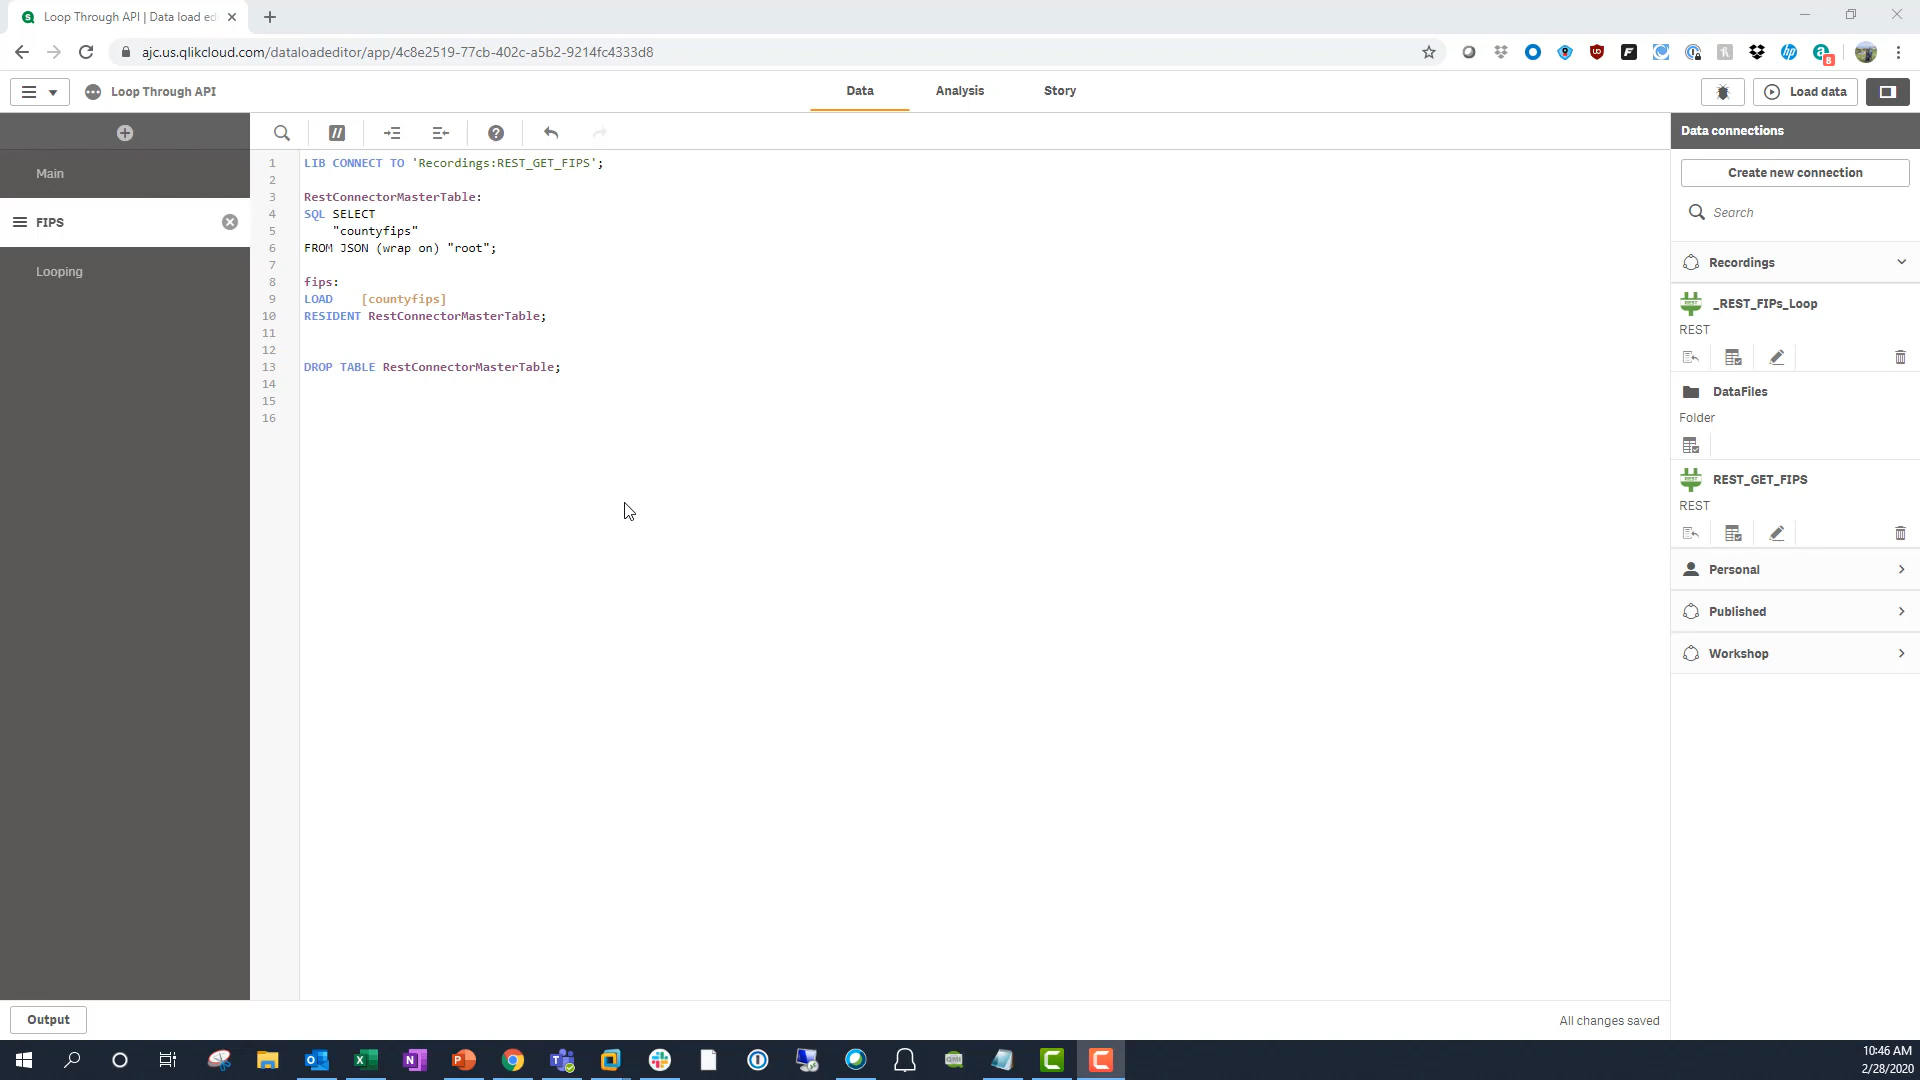 Loop Through API | Data load ed
ajc.us.qlikcloud.com/dataloadeditor/app/4c8e2519-77cb-402c-a5b2-9214fc4333d8
8
Loop Through API
Data
Analysis
Story
Load data
Main
FIPS
Looping
1 LIB CONNECT TO 'Recordings:REST_GET_FIPS';
2
3 RestConnectorMasterTable:
4 SQL SELECT
5 "countyfips"
6 FROM JSON (wrap on) "root";
7
8 fips:
9 LOAD [countyfips]
10 RESIDENT RestConnectorMasterTable;
11
12
13 DROP TABLE RestConnectorMasterTable;
14
15
16
Data connections
Create new connection
Search
Recordings
_REST_FIPs_Loop
REST
DataFiles
Folder
REST_GET_FIPS
REST
Personal
Published
Workshop
Output
All changes saved
10:46 AM
2/28/2020